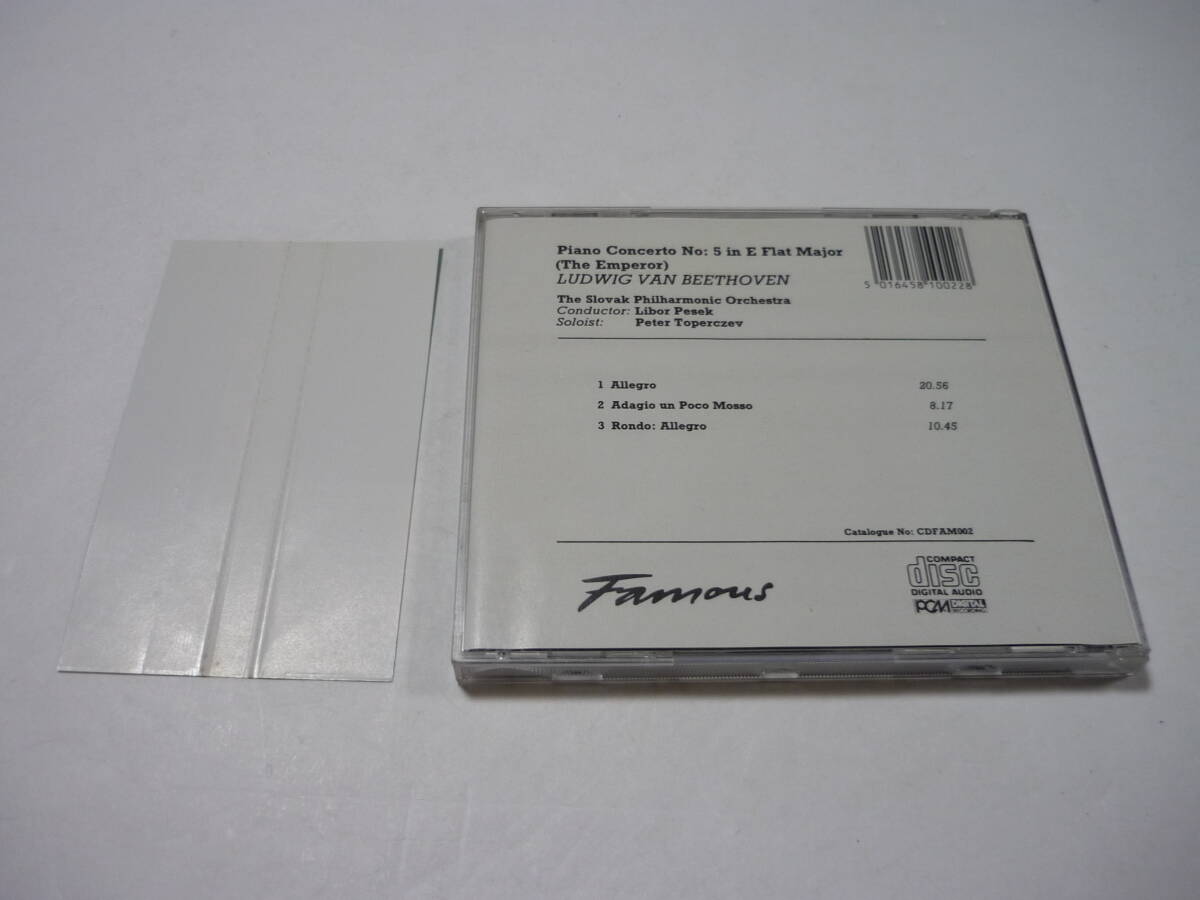 Piano Concerto No: 5 in E Flat Major
(The Emperor)
LUDWIG VAN BEETHOVEN
5 016458 100228
The Slovak Philharmonic Orchestra
Conductor: Libor Pesek
Soloist: Peter Toperczev
1 Allegro 20.56
2 Adagio un Poco Mosso 8.17
3 Rondo: Allegro 10.45
Catalogue No: CDFAM002
Famous
COMPACT
disc
DIGITAL AUDIO
PCM DIGITAL
RECORDING